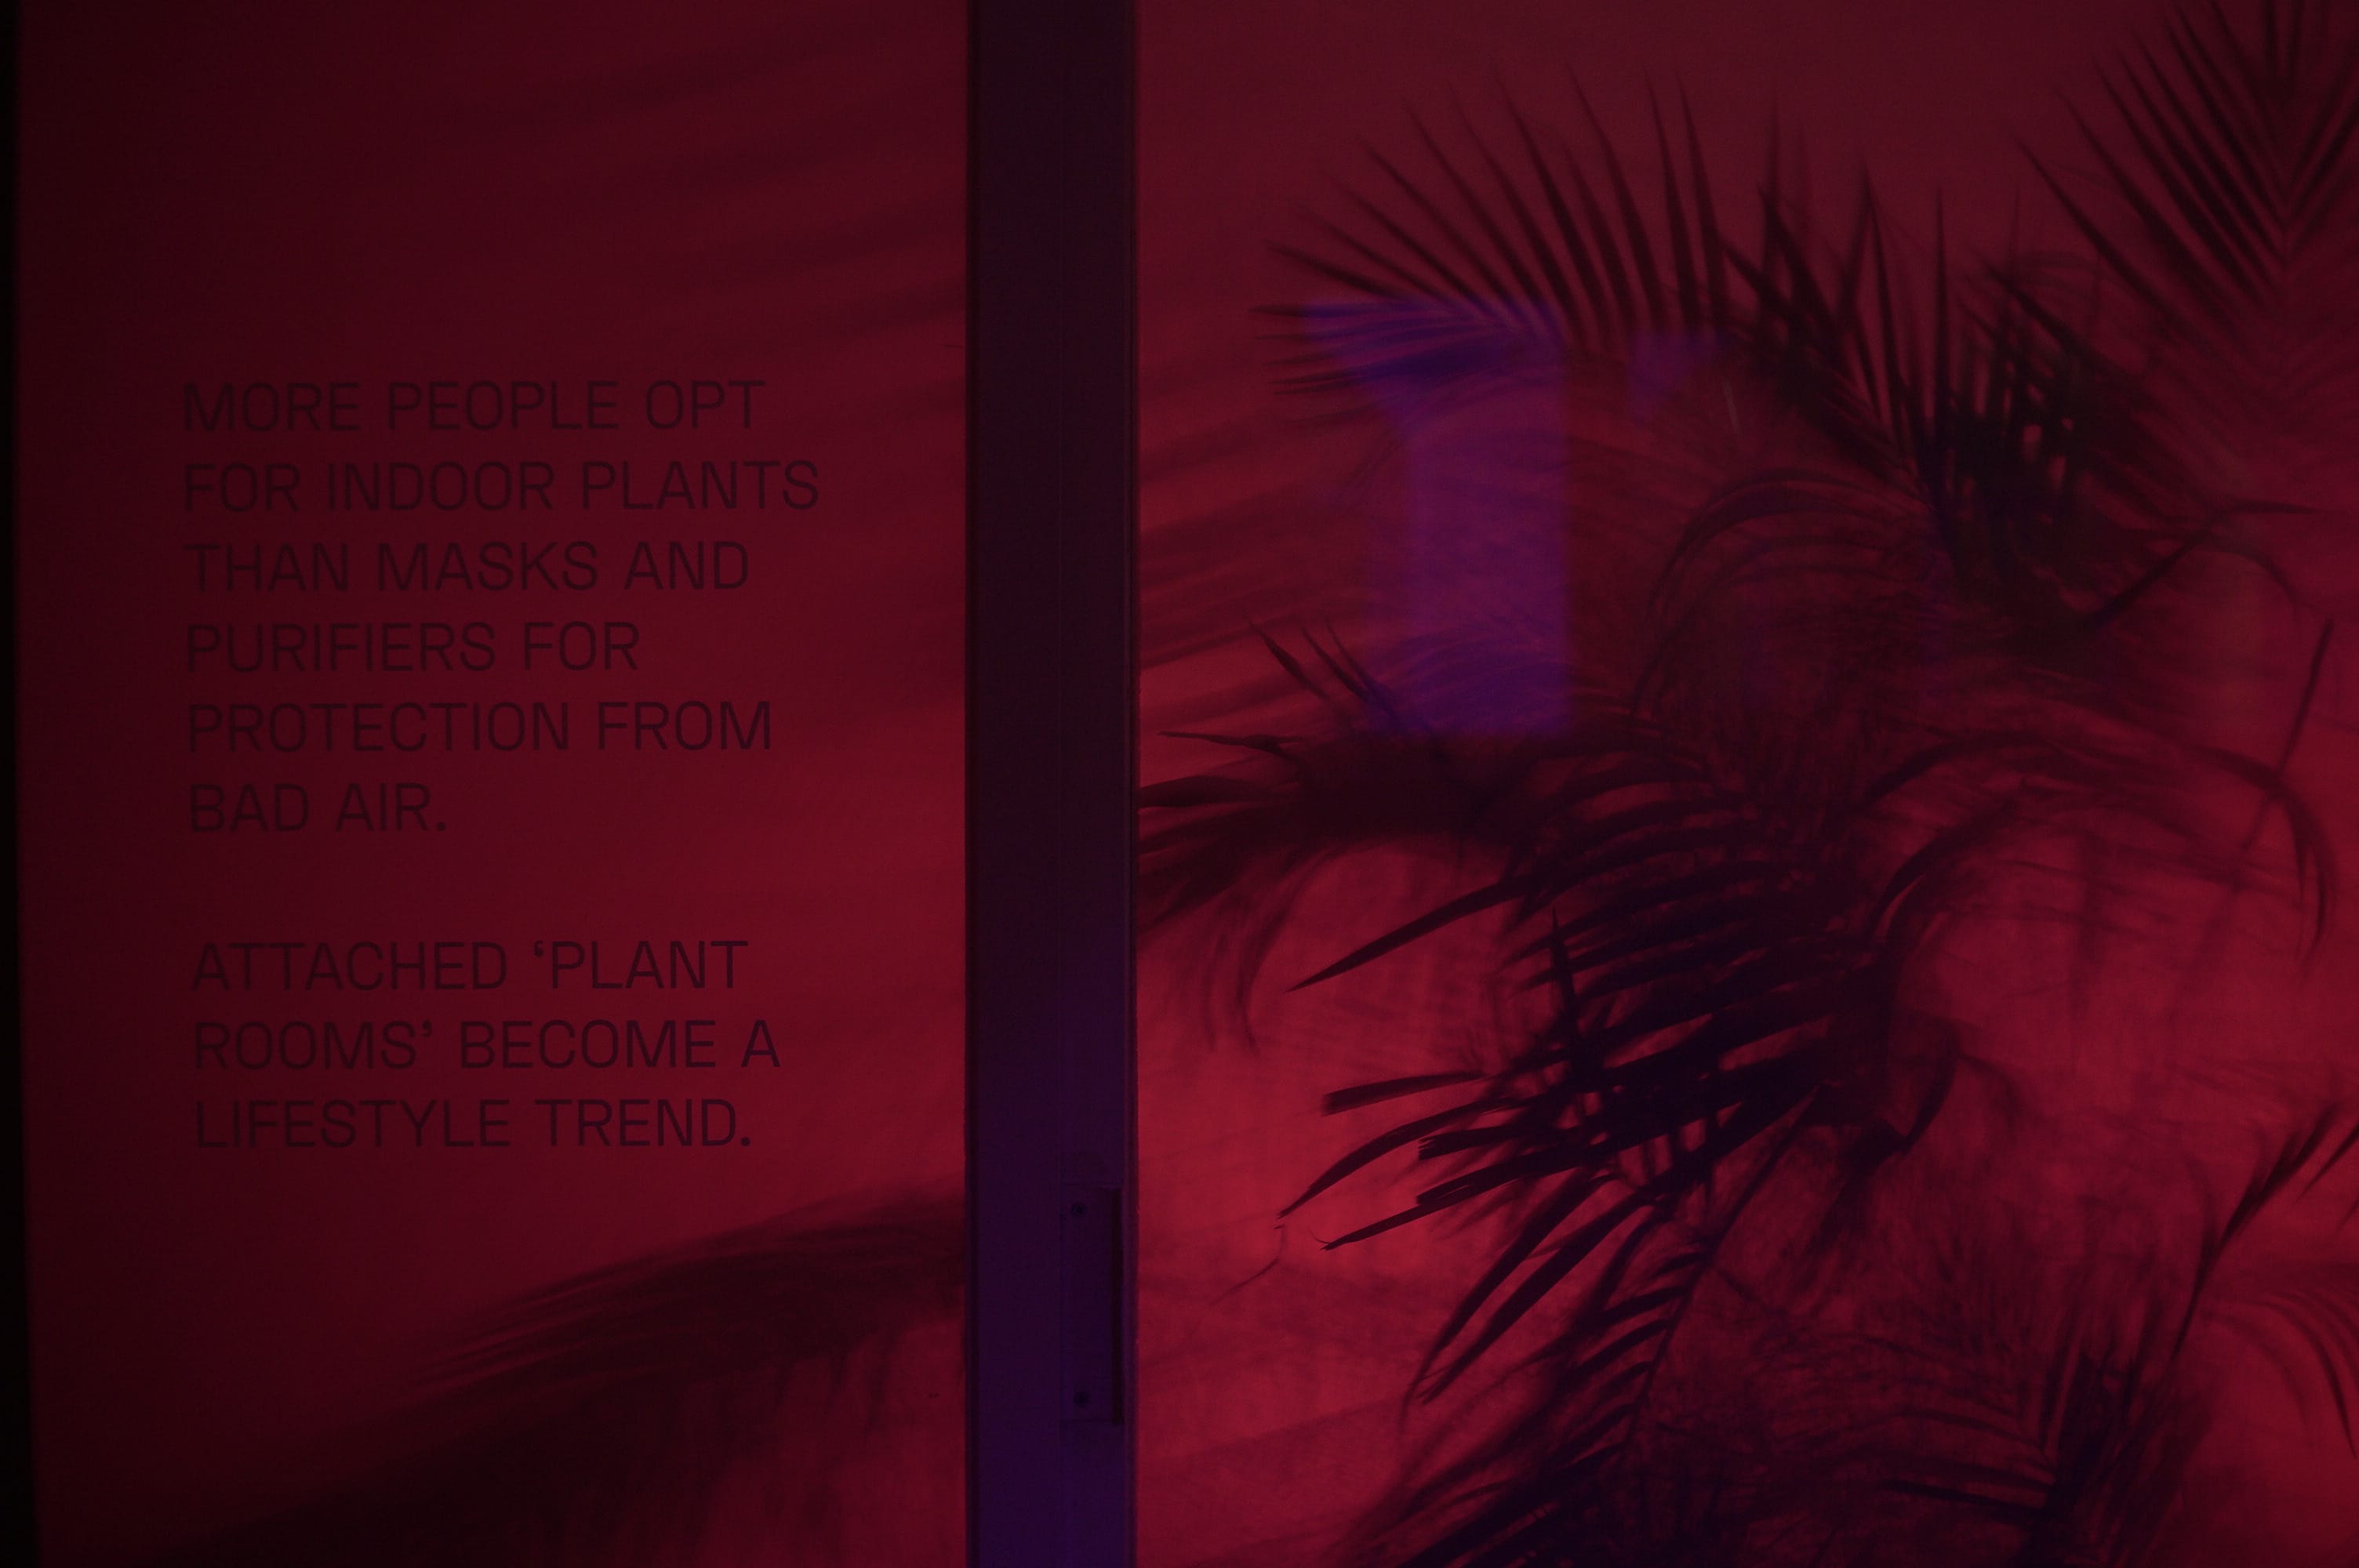 MORE PEOPLE OPT
FOR INDOOR PLANTS
THAN MASKS AND
PURIFIERS FOR
PROTECTION FROM
BAD AIR.
ATTACHED ‘PLANT
ROOMS’ BECOME A
LIFESTYLE TREND.